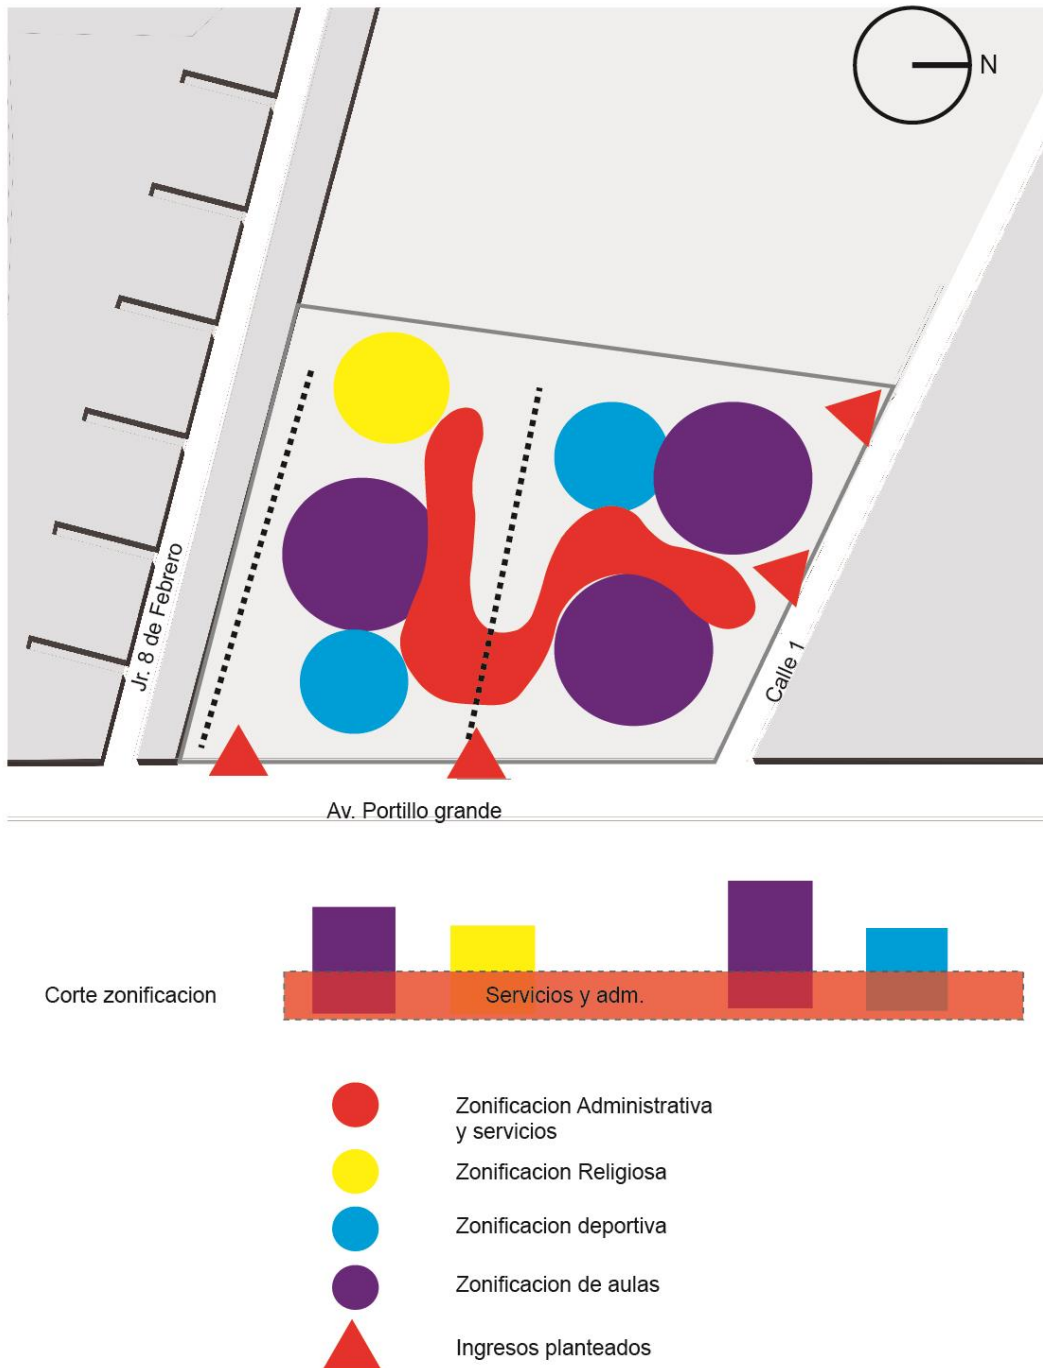 N
Jr. 8 de Febrero
Calle 1
Av. Portillo grande
Corte zonificacion
Servicios y adm.
Zonificacion Administrativa
y servicios
Zonificacion Religiosa
Zonificacion deportiva
Zonificacion de aulas
Ingresos planteados